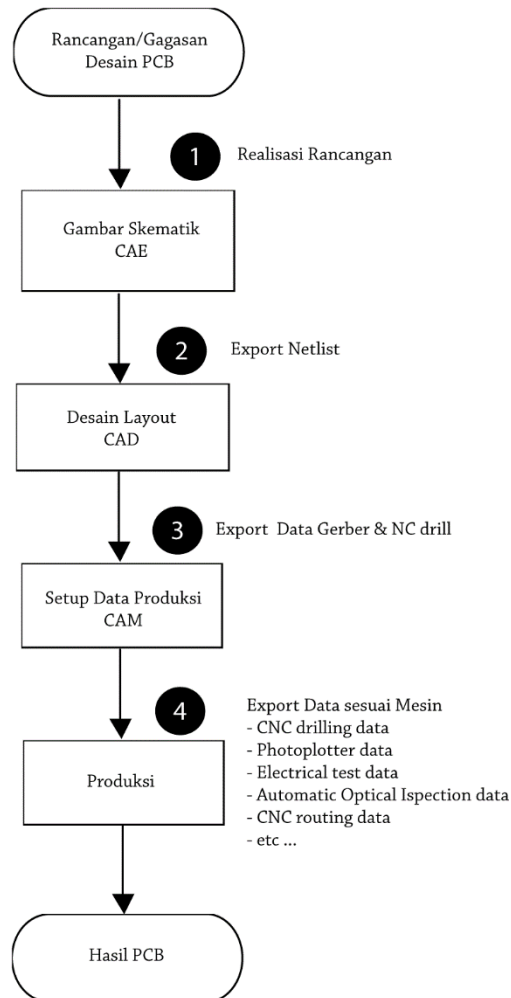 Rancangan/Gagasan
Desain PCB
1
Realisasi Rancangan
Gambar Skematik
CAE
2
Export Netlist
Desain Layout
CAD
3
Export Data Gerber & NC drill
Setup Data Produksi
CAM
4
Export Data sesuai Mesin
- CNC drilling data
- Photoplotter data
- Electrical test data
- Automatic Optical Ispection data
- CNC routing data
- etc ...
Produksi
Hasil PCB